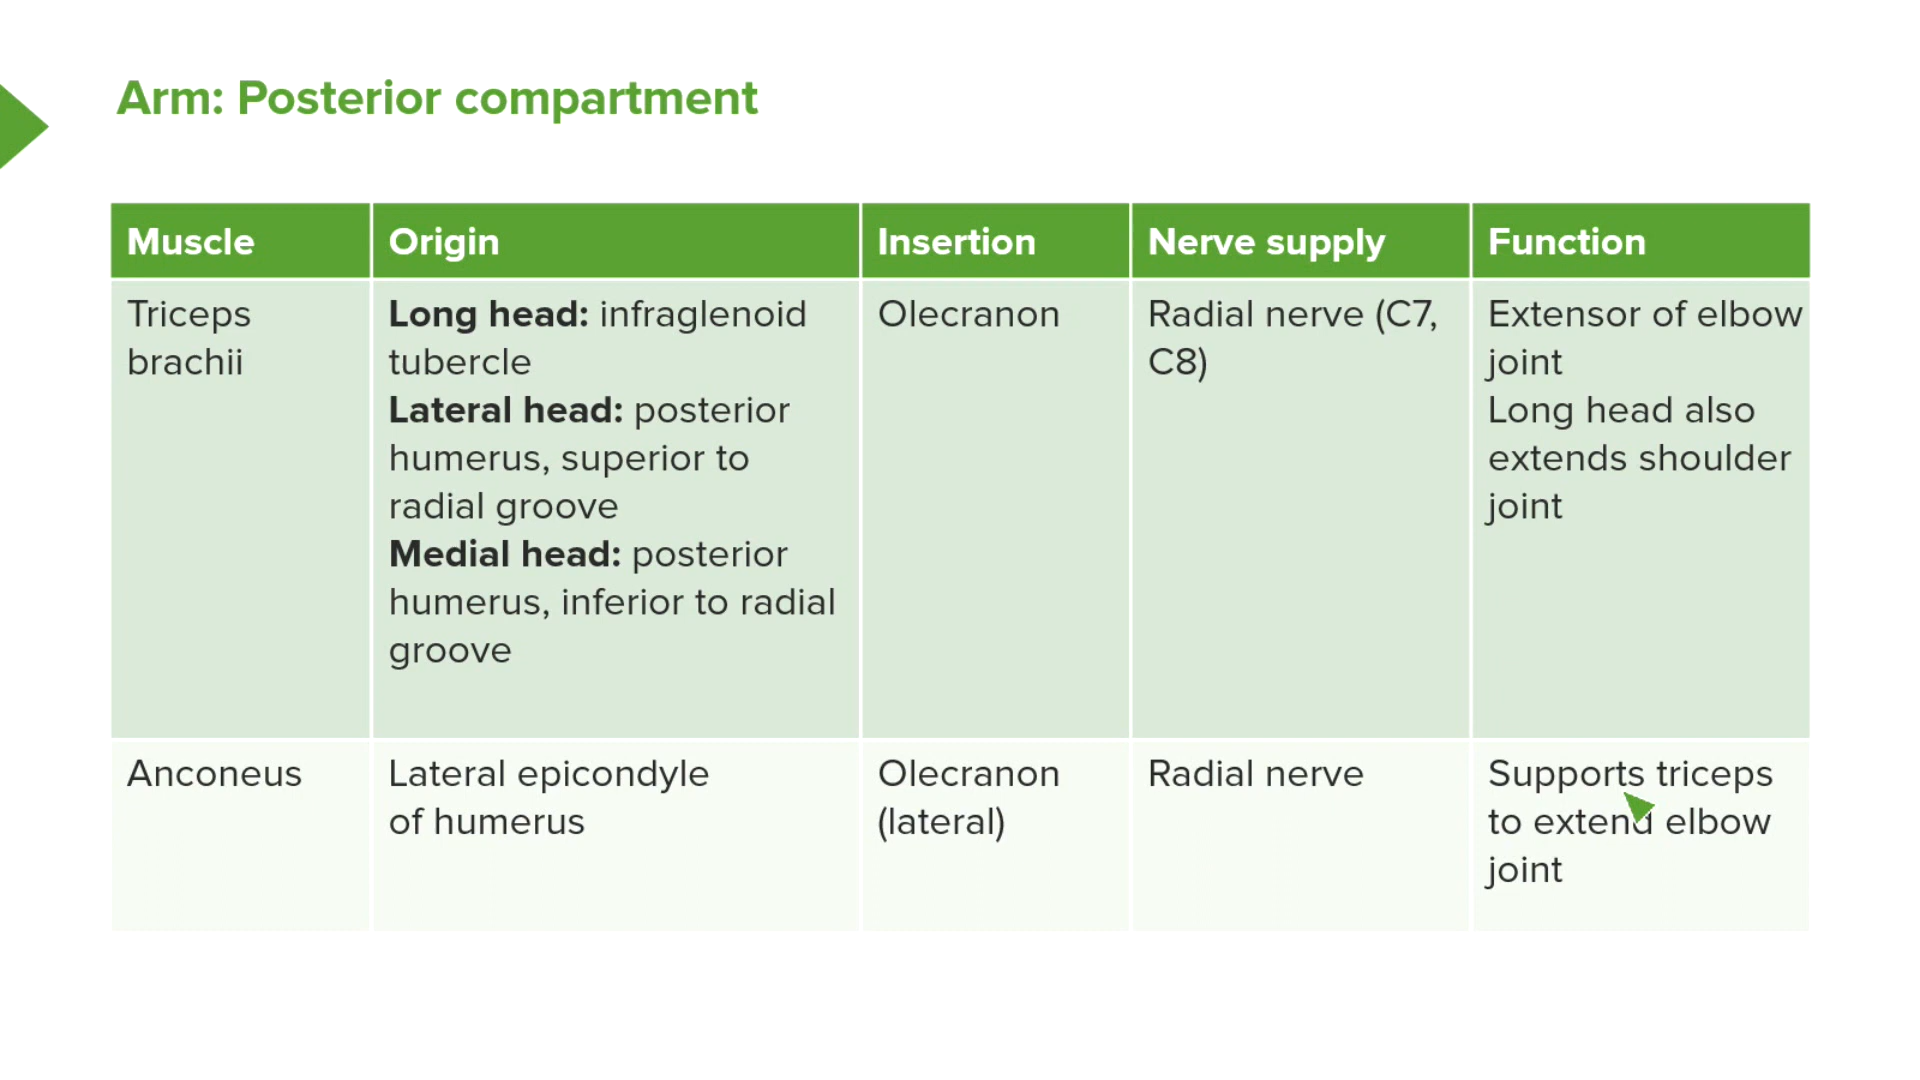 Arm: Posterior compartment
Muscle
Origin
Insertion
Nerve supply
Function
Triceps
brachii
Long head: infraglenoid
tubercle
Lateral head: posterior
humerus, superior to
radial groove
Medial head: posterior
humerus, inferior to radial
groove
Olecranon
Radial nerve (C7,
C8)
Extensor of elbow
joint
Long head also
extends shoulder
joint
Anconeus
Lateral epicondyle
of humerus
Olecranon
(lateral)
Radial nerve
Supports triceps
to extend elbow
joint